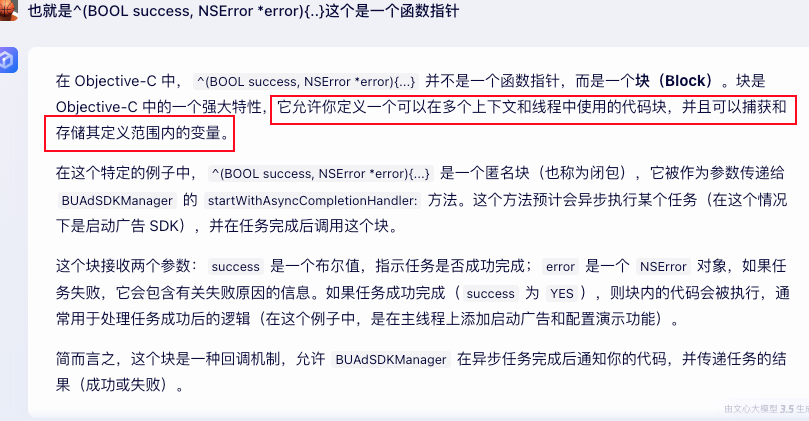 也就是^(BOOL success, NSError *error){..}这个是一个函数指针
在 Objective-C 中，^(BOOL success, NSError *error){...} 并不是一个函数指针，而是一个块（Block）。块是
Objective-C 中的一个强大特性，它允许你定义一个可以在多个上下文和线程中使用的代码块，并且可以捕获和
存储其定义范围内的变量。
在这个特定的例子中，^(BOOL success, NSError *error){...} 是一个匿名块（也称为闭包），它被作为参数传递给
BUAdSDKManager 的 startWithAsyncCompletionHandler: 方法。这个方法预计会异步执行某个任务（在这个情况
下是启动广告 SDK），并在任务完成后调用这个块。
这个块接收两个参数：success 是一个布尔值，指示任务是否成功完成；error 是一个 NSError 对象，如果任
务失败，它会包含有关失败原因的信息。如果任务成功完成（success 为 YES），则块内的代码会被执行，通
常用于处理任务成功后的逻辑（在这个例子中，是在主线程上添加启动广告和配置演示功能）。
简而言之，这个块是一种回调机制，允许 BUAdSDKManager 在异步任务完成后通知你的代码，并传递任务的结
果（成功或失败）。
由文心大模型 3.5 生成